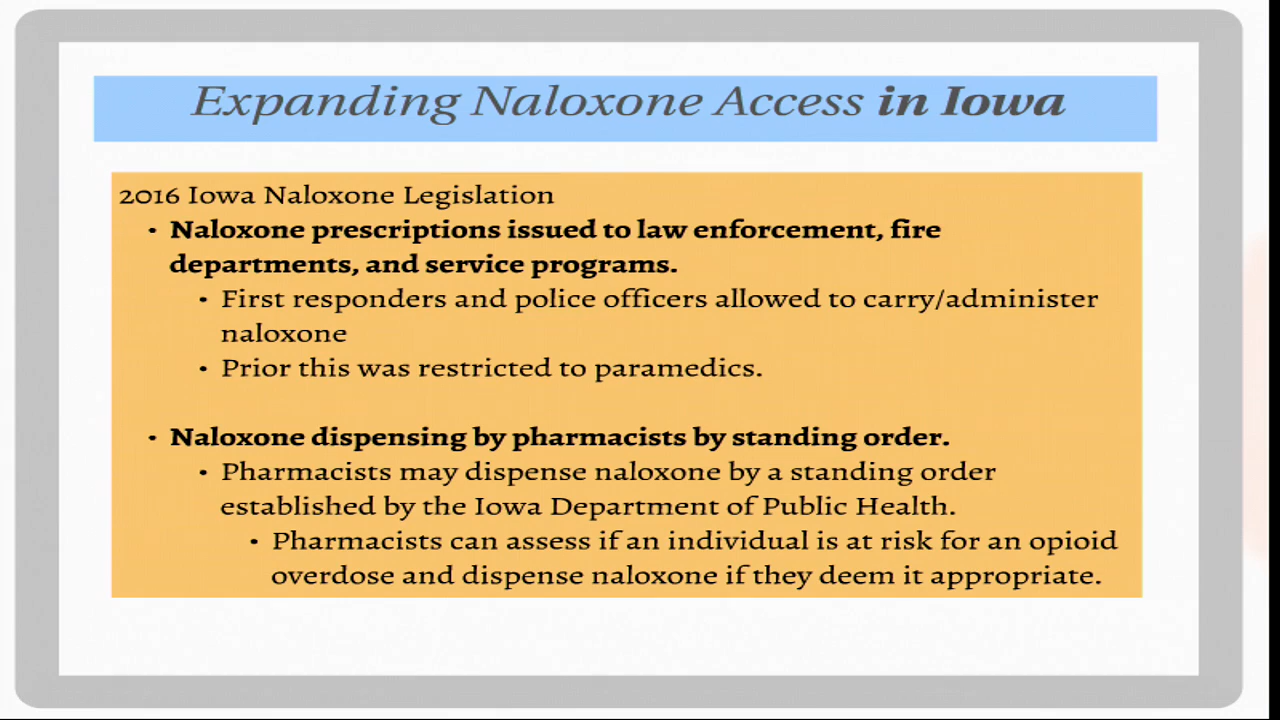 Expanding Naloxone Access in Iowa
2016 Iowa Naloxone Legislation
• Naloxone prescriptions issued to law enforcement, fire
departments, and service programs.
• First responders and police officers allowed to carry/administer
naloxone
• Prior this was restricted to paramedics.
• Naloxone dispensing by pharmacists by standing order.
• Pharmacists may dispense naloxone by a standing order
established by the Iowa Department of Public Health.
• Pharmacists can assess if an individual is at risk for an opioid
overdose and dispense naloxone if they deem it appropriate.